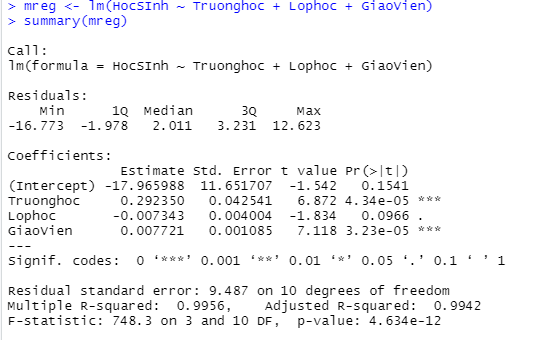 > mreg <- lm(HocSInh ~ Truonghoc + Lophoc + GiaoVien)
> summary(mreg)
Call:
lm(formula = HocSInh ~ Truonghoc + Lophoc + GiaoVien)
Residuals:
    Min      1Q  Median      3Q     Max
-16.773  -1.978   2.011   3.231  12.623
Coefficients:
              Estimate Std. Error t value Pr(>|t|)
(Intercept) -17.965988  11.651707  -1.542   0.1541
Truonghoc     0.292350   0.042541   6.872 4.34e-05 ***
Lophoc       -0.007343   0.004004  -1.834   0.0966 .
GiaoVien      0.007721   0.001085   7.118 3.23e-05 ***
---
Signif. codes:  0 ‘***’ 0.001 ‘**’ 0.01 ‘*’ 0.05 ‘.’ 0.1 ‘ ’ 1
Residual standard error: 9.487 on 10 degrees of freedom
Multiple R-squared:  0.9956,    Adjusted R-squared:  0.9942
F-statistic: 748.3 on 3 and 10 DF,  p-value: 4.634e-12